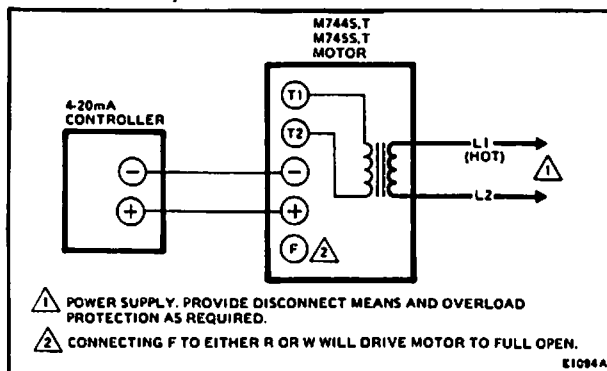 M744S,T
M745S,T
MOTOR
4-20mA
CONTROLLER
T1
T2
L1
(HOT)
1
L2
−
−
+
+
F
2
1 POWER SUPPLY. PROVIDE DISCONNECT MEANS AND OVERLOAD
PROTECTION AS REQUIRED.
2 CONNECTING F TO EITHER R OR W WILL DRIVE MOTOR TO FULL OPEN.
E1094A